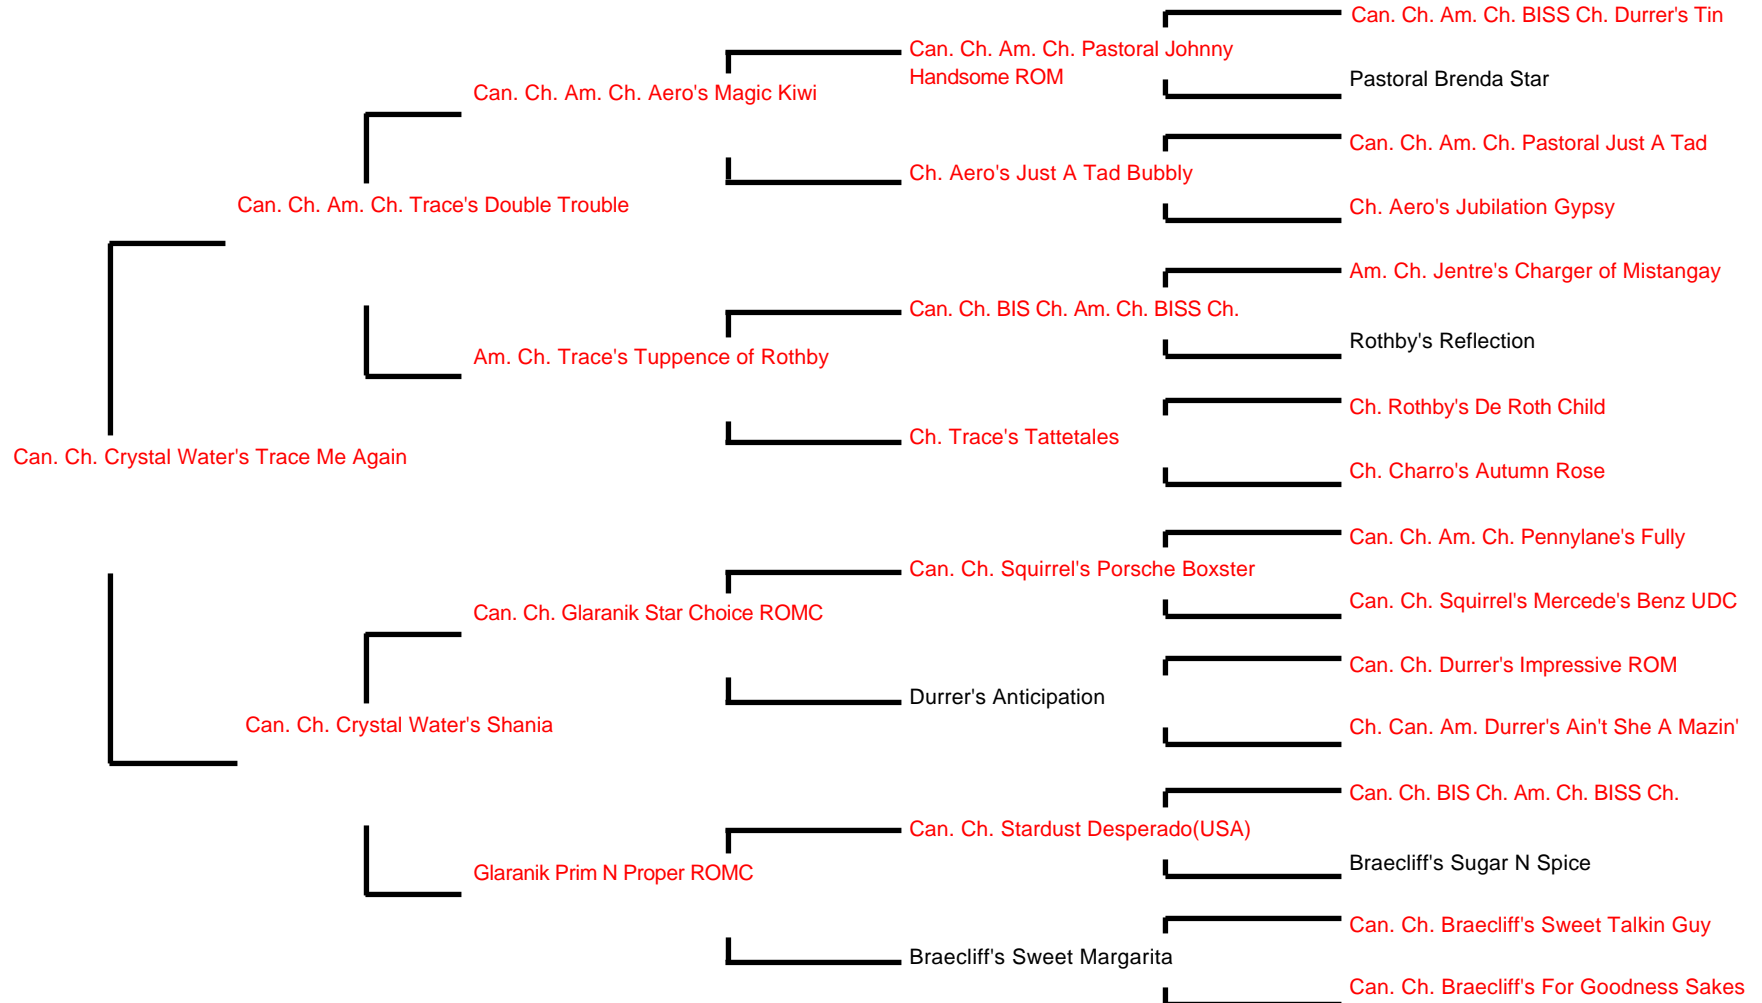 Can. Ch. Am. Ch. BISS Ch. Durrer's Tin
Can. Ch. Am. Ch. Pastoral Johnny
Handsome ROM
Pastoral Brenda Star
Can. Ch. Am. Ch. Aero's Magic Kiwi
Can. Ch. Am. Ch. Pastoral Just A Tad
Ch. Aero's Just A Tad Bubbly
Ch. Aero's Jubilation Gypsy
Can. Ch. Am. Ch. Trace's Double Trouble
Am. Ch. Jentre's Charger of Mistangay
Can. Ch. BIS Ch. Am. Ch. BISS Ch.
Rothby's Reflection
Am. Ch. Trace's Tuppence of Rothby
Ch. Rothby's De Roth Child
Ch. Trace's Tattetales
Ch. Charro's Autumn Rose
Can. Ch. Crystal Water's Trace Me Again
Can. Ch. Am. Ch. Pennylane's Fully
Can. Ch. Squirrel's Porsche Boxster
Can. Ch. Squirrel's Mercede's Benz UDC
Can. Ch. Glaranik Star Choice ROMC
Can. Ch. Durrer's Impressive ROM
Durrer's Anticipation
Ch. Can. Am. Durrer's Ain't She A Mazin'
Can. Ch. Crystal Water's Shania
Can. Ch. BIS Ch. Am. Ch. BISS Ch.
Can. Ch. Stardust Desperado(USA)
Braecliff's Sugar N Spice
Glaranik Prim N Proper ROMC
Can. Ch. Braecliff's Sweet Talkin Guy
Braecliff's Sweet Margarita
Can. Ch. Braecliff's For Goodness Sakes